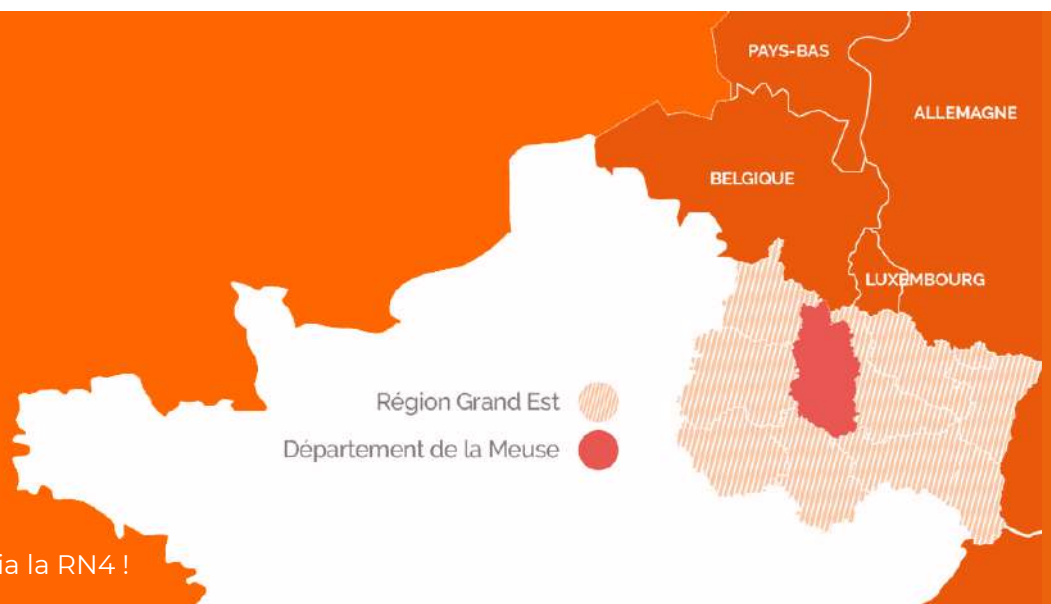 PAYS-BAS
ALLEMAGNE
BELGIQUE
LUXEMBOURG
Région Grand Est
Département de la Meuse
ia la RN4 !